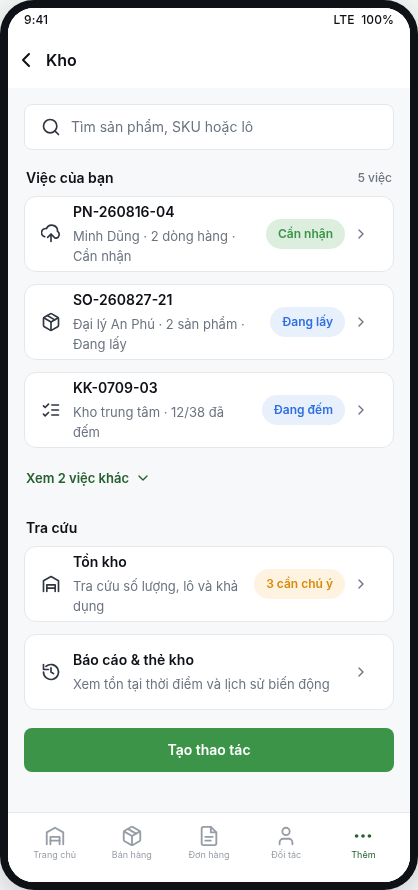 9:41 LTE 100%
Kho
Tìm sản phẩm, SKU hoặc lô
Việc của bạn 5 việc
PN-260816-04
Minh Dũng · 2 dòng hàng ·
Cần nhận
Cần nhận
SO-260827-21
Đại lý An Phú · 2 sản phẩm ·
Đang lấy
Đang lấy
KK-0709-03
Kho trung tâm · 12/38 đã
đếm
Đang đếm
Xem 2 việc khác
Tra cứu
Tồn kho
Tra cứu số lượng, lô và khả
dụng
3 cần chú ý
Báo cáo & thẻ kho
Xem tồn tại thời điểm và lịch sử biến động
Tạo thao tác
Trang chủ Bán hàng Đơn hàng Đối tác Thêm